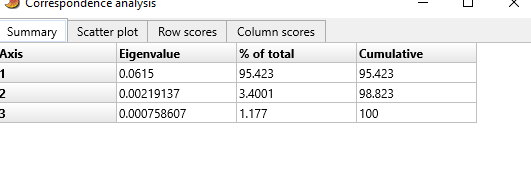 Correspondence analysis
Summary Scatter plot Row scores Column scores
Axis Eigenvalue % of total Cumulative
1 0.0615 95.423 95.423
2 0.00219137 3.4001 98.823
3 0.000758607 1.177 100